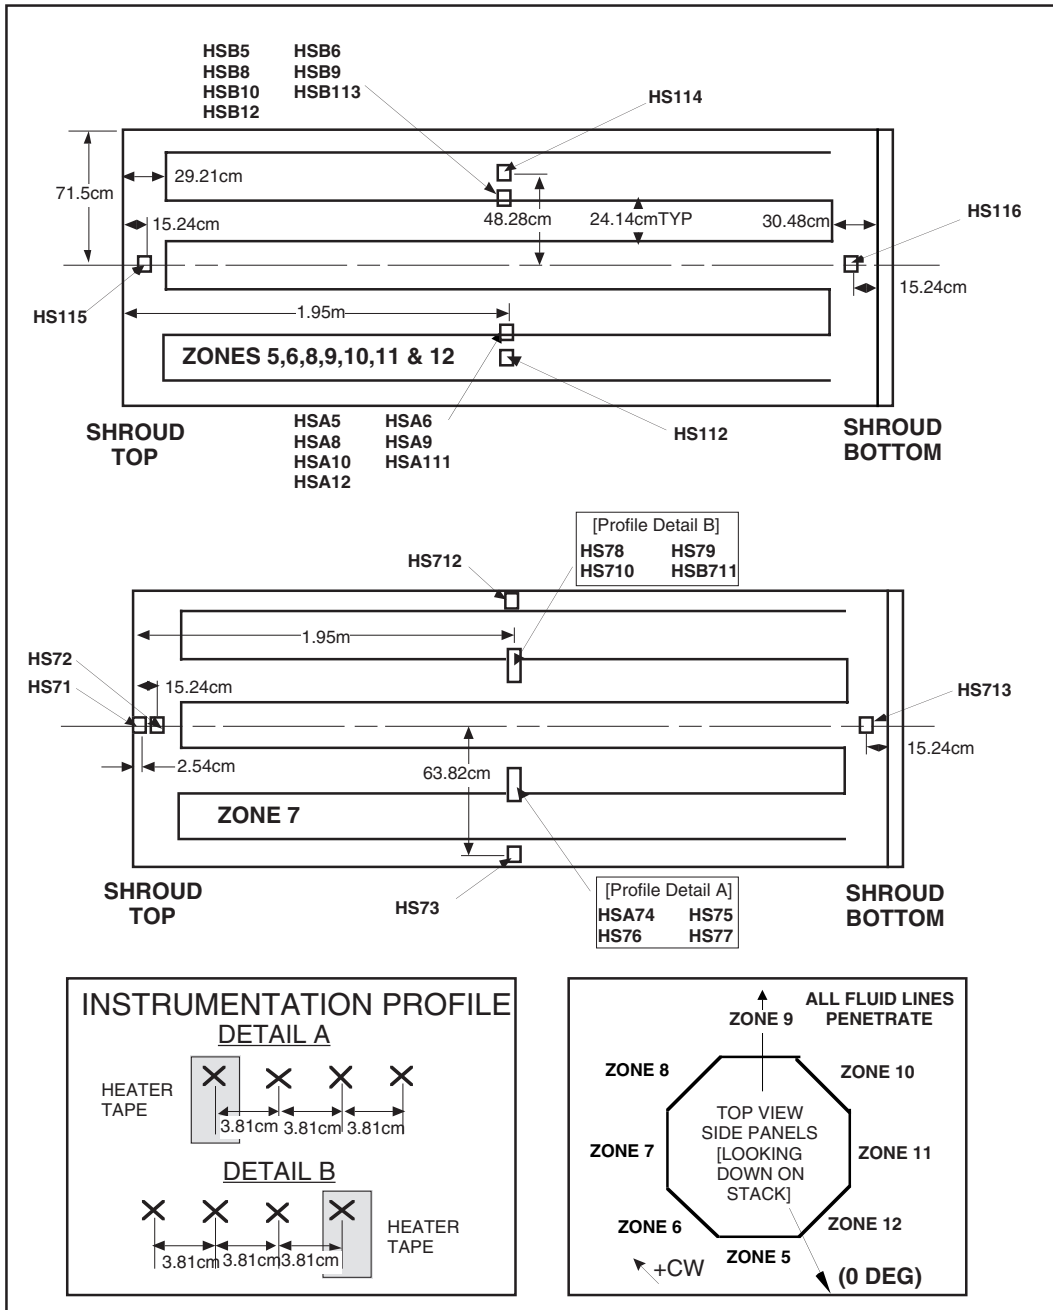 HSB5 HSB6
HSB8 HSB9
HSB10 HSB113
HSB12
HS114
71.5cm
29.21cm
15.24cm
48.28cm
24.14cmTYP
30.48cm
HS116
15.24cm
HS115
1.95m
ZONES 5,6,8,9,10,11 & 12
SHROUD
TOP
HSA5 HSA6
HSA8 HSA9
HSA10 HSA111
HSA12
HS112
SHROUD
BOTTOM
[Profile Detail B]
HS78 HS79
HS710 HSB711
HS712
1.95m
HS72
HS71
15.24cm
2.54cm
HS713
15.24cm
63.82cm
ZONE 7
SHROUD
TOP
HS73
[Profile Detail A]
HSA74 HS75
HS76 HS77
SHROUD
BOTTOM
INSTRUMENTATION PROFILE
DETAIL A
HEATER
TAPE
3.81cm 3.81cm 3.81cm
DETAIL B
HEATER
TAPE
3.81cm 3.81cm 3.81cm
ALL FLUID LINES
PENETRATE
ZONE 9
ZONE 8
ZONE 10
ZONE 7
TOP VIEW
SIDE PANELS
[LOOKING
DOWN ON
STACK]
ZONE 11
ZONE 6
ZONE 12
ZONE 5
+CW
(0 DEG)